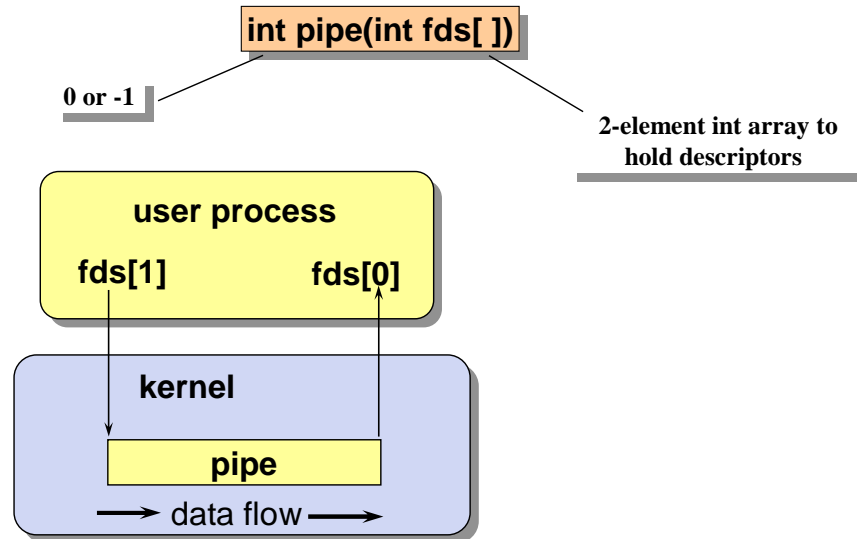 int pipe(int fds[ ])
0 or -1
2-element int array to
hold descriptors
user process
fds[1]
fds[0]
kernel
pipe
data flow